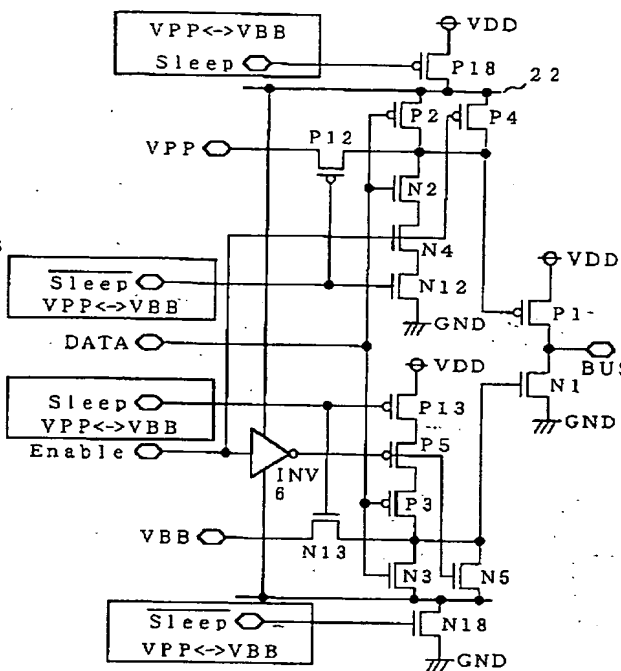 VPP<->VBB
Sleep
VDD
P18
22
P2
P4
P12
VPP
N2
N4
Sleep
VPP<->VBB
N12
GND
VDD
P1
DATA
BUS
VDD
N1
Sleep
VPP<->VBB
P13
GND
Enable
P5
INV
6
P3
VBB
N13
N3
N5
Sleep
VPP<->VBB
N18
GND